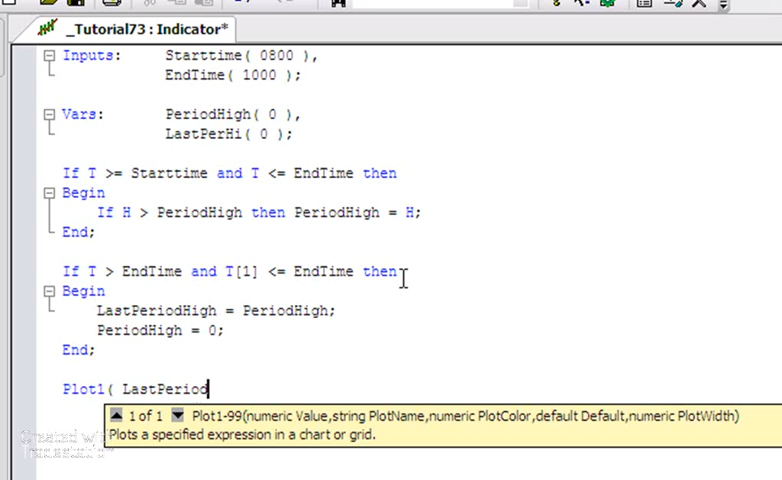 _Tutorial73 : Indicator*
Inputs: Starttime( 0800 ),
EndTime( 1000 );
Vars: PeriodHigh( 0 ),
LastPerHi( 0 );
If T >= Starttime and T <= EndTime then
Begin
If H > PeriodHigh then PeriodHigh = H;
End;
If T > EndTime and T[1] <= EndTime then
Begin
LastPeriodHigh = PeriodHigh;
PeriodHigh = 0;
End;
Plot1( LastPeriod
1 of 1 Plot1-99(numeric Value,string PlotName,numeric PlotColor,default Default,numeric PlotWidth)
Plots a specified expression in a chart or grid.
Created with